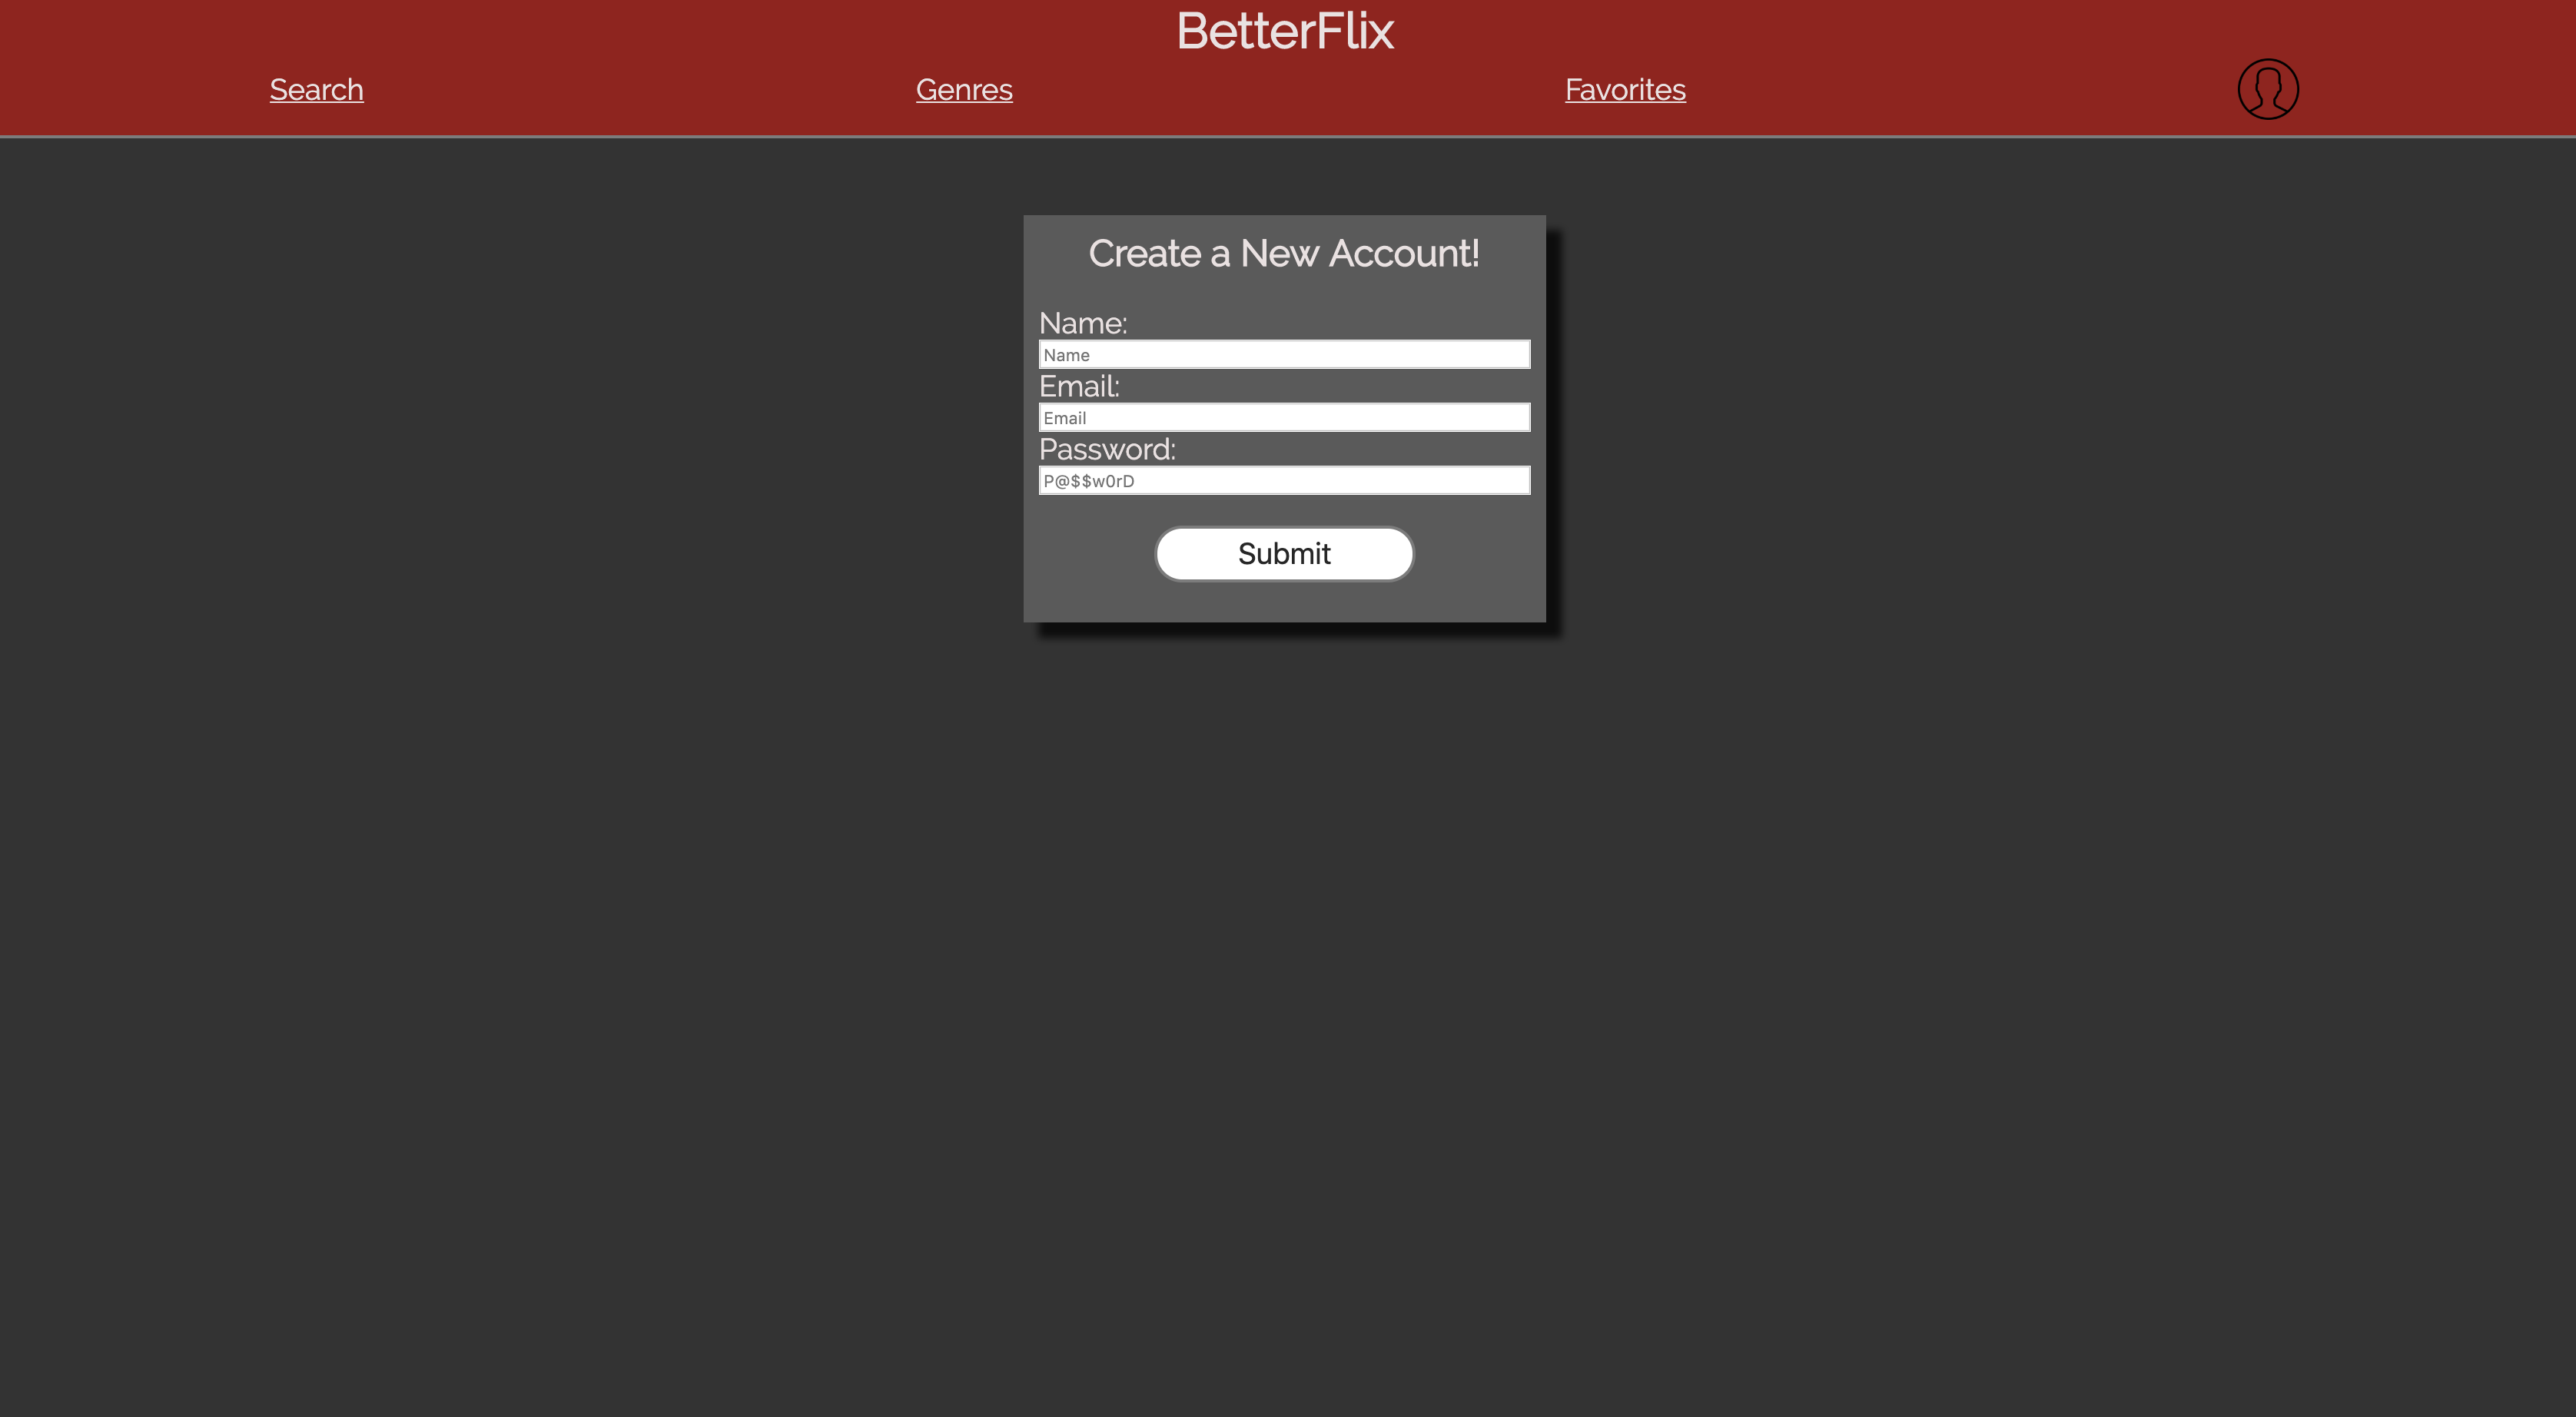 BetterFlix
Search Genres Favorites
Create a New Account!
Name:
Name
Email:
Email
Password:
P@$$w0rD
Submit